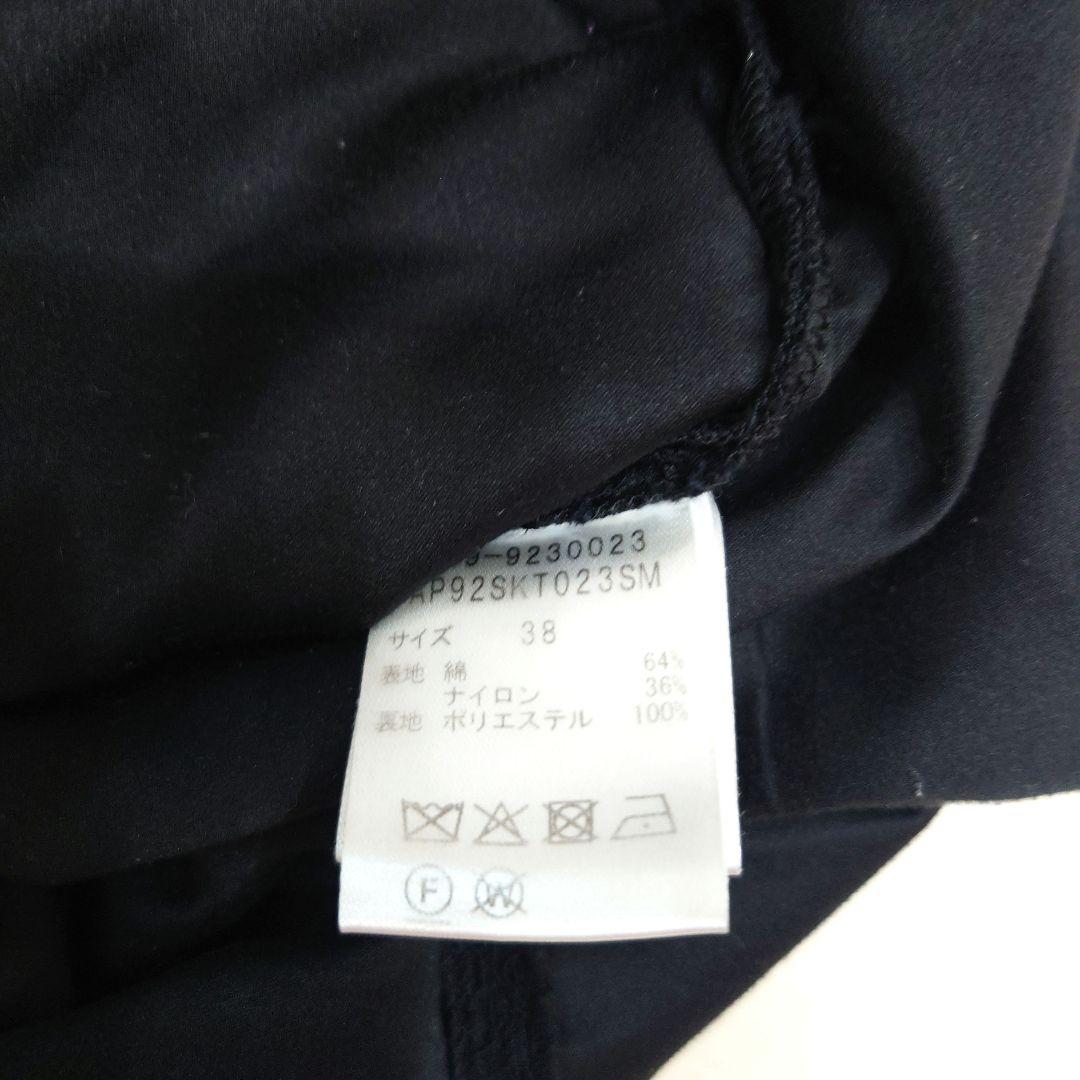 9-9230023
AP92SKT023SM
サイズ 38
表地 綿 64%
ナイロン 36%
裏地 ポリエステル 100%
F W